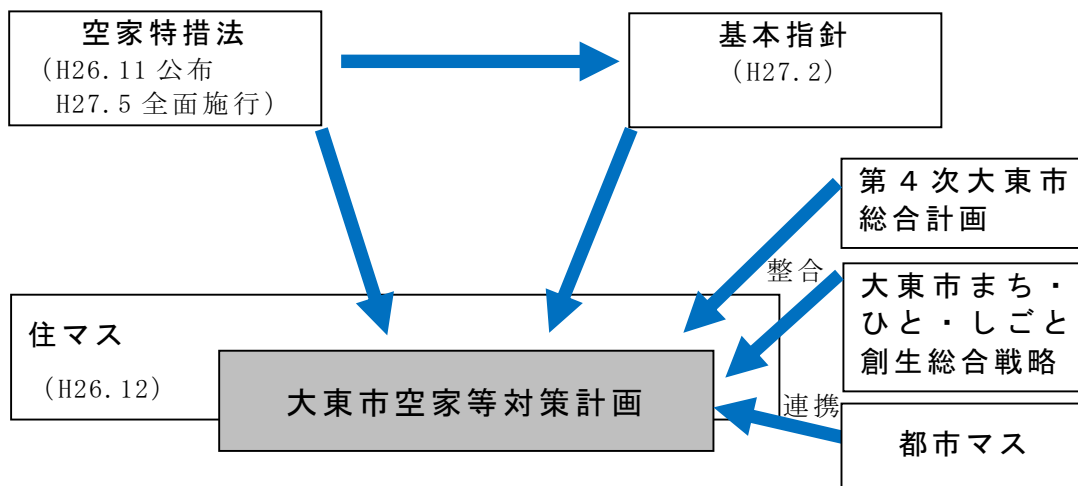 空家特措法
（H26.11 公布
H27.5 全面施行）
基本指針
（H27.2）
第４次大東市
総合計画
整合
大東市まち・
ひと・しごと
創生総合戦略
住マス
（H26.12）
大東市空家等対策計画
連携
都市マス